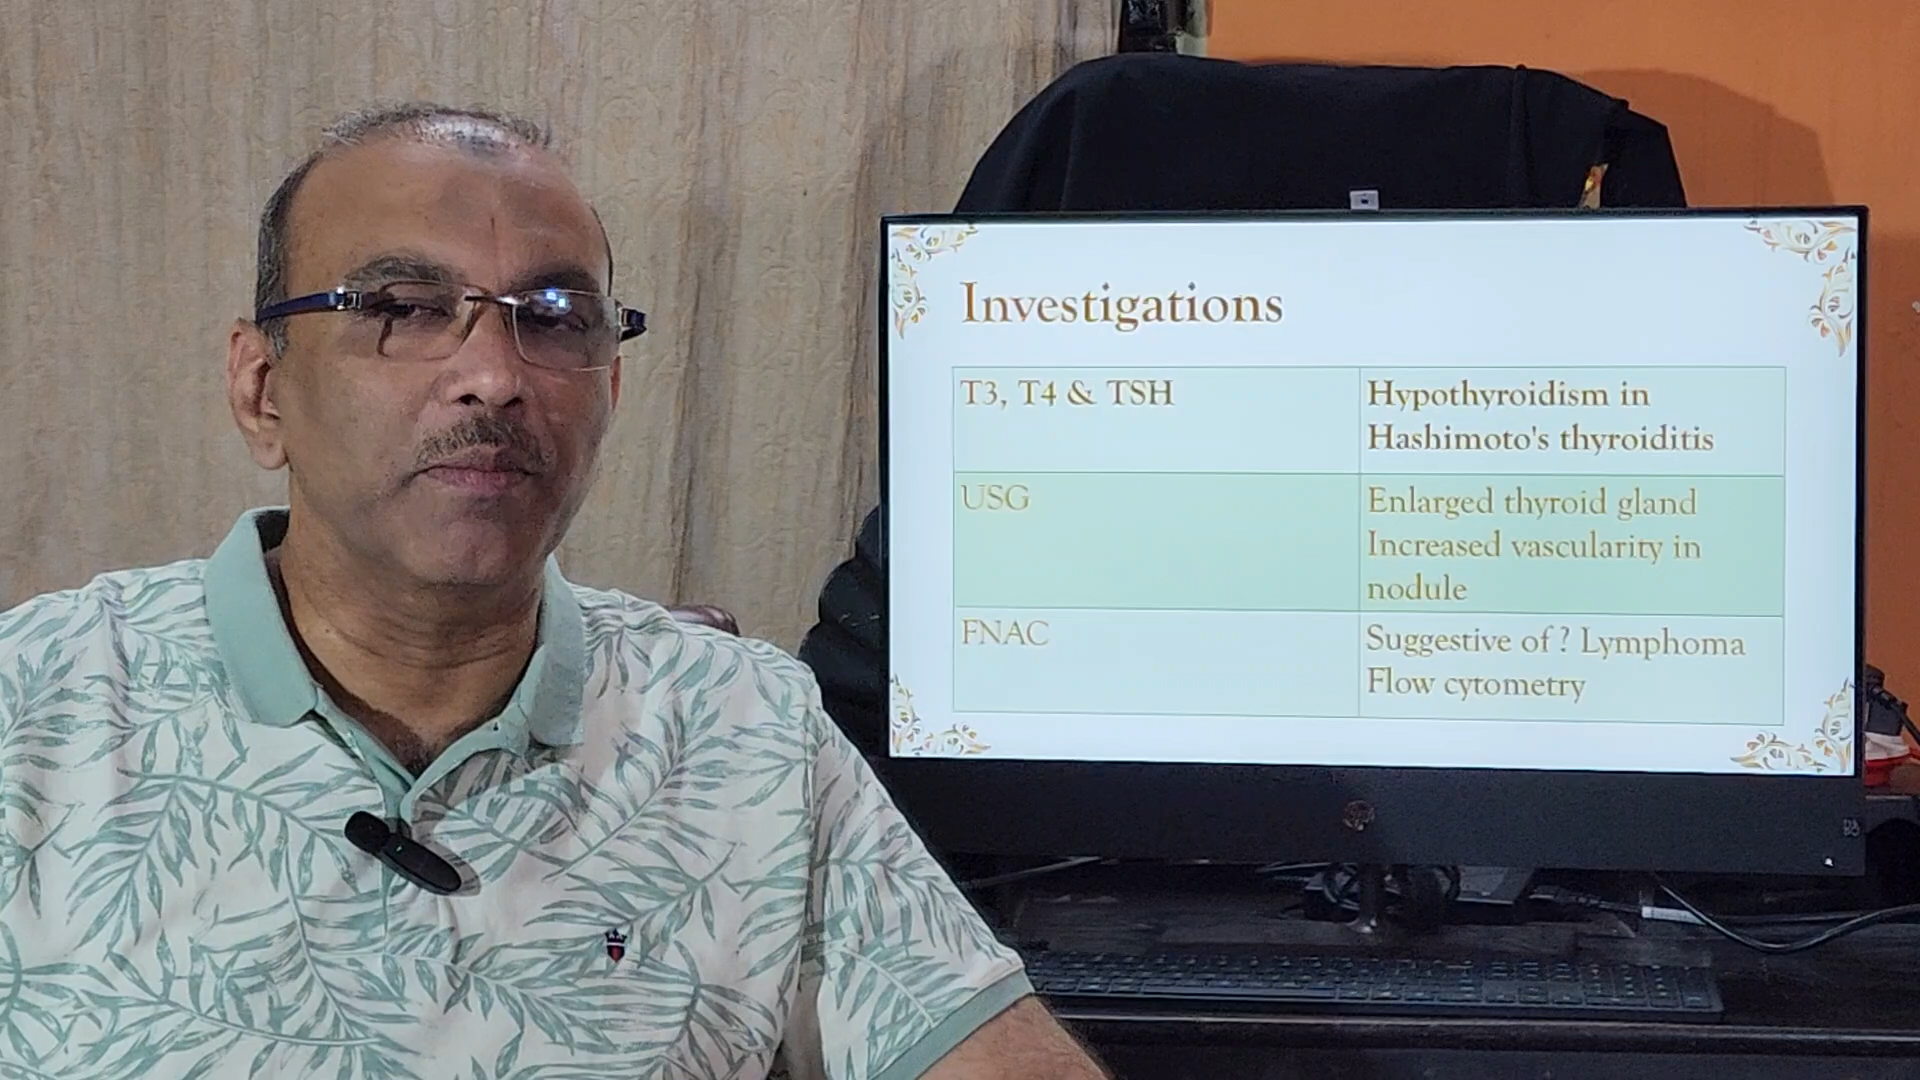 Investigations
T3, T4 & TSH
Hypothyroidism in
Hashimoto's thyroiditis
USG
Enlarged thyroid gland
Increased vascularity in
nodule
FNAC
Suggestive of ? Lymphoma
Flow cytometry